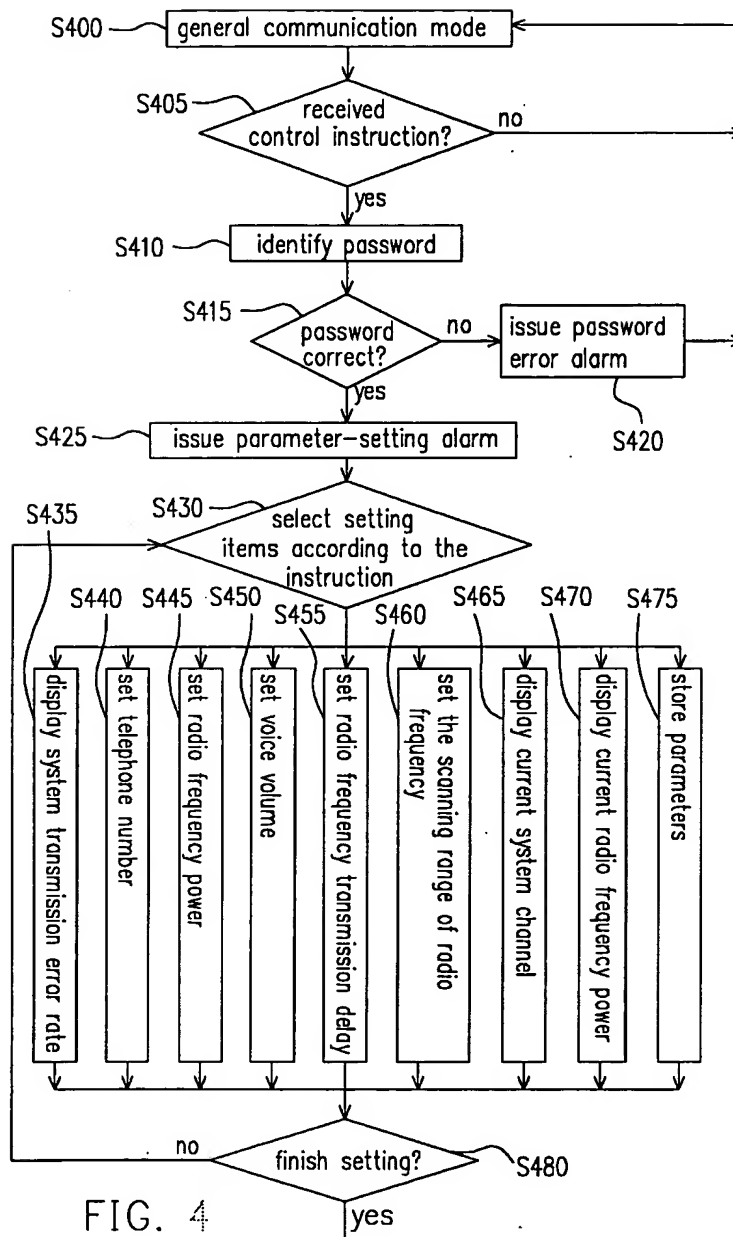 S400
general communication mode
S405
received
control instruction?
no
yes
S410
identify password
S415
password
correct?
no
issue password
error alarm
yes
S420
S425
issue parameter-setting alarm
S430
S435
select setting
items according to the
instruction
S440
S445
S450
S455
S460
S465
S470
S475
display system transmission error rate
set telephone number
set radio frequency power
set voice volume
set radio frequency transmission delay
set the scanning range of radio
frequency
display current system channel
display current radio frequency power
store parameters
no
finish setting?
S480
yes
FIG. 4